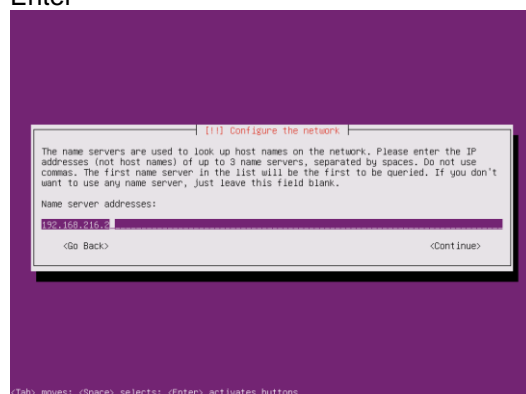 Enter
[!!] Configure the network
The name servers are used to look up host names on the network. Please enter the IP
addresses (not host names) of up to 3 name servers, separated by spaces. Do not use
commas. The first name server in the list will be the first to be queried. If you don't
want to use any name server, just leave this field blank.
Name server addresses:
192.168.216.2
<Go Back> <Continue>
<Tab> moves; <Space> selects; <Enter> activates buttons